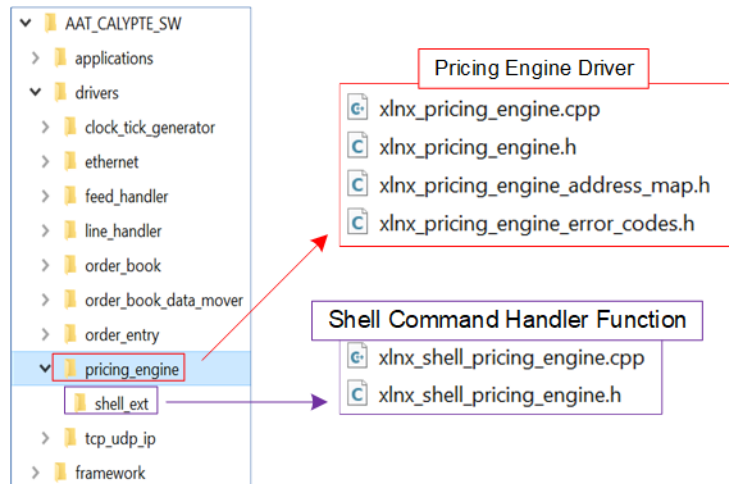 AAT_CALYPTE_SW
applications
drivers
clock_tick_generator
ethernet
feed_handler
line_handler
order_book
order_book_data_mover
order_entry
pricing_engine
shell_ext
tcp_udp_ip
framework
Pricing Engine Driver
xlnx_pricing_engine.cpp
xlnx_pricing_engine.h
xlnx_pricing_engine_address_map.h
xlnx_pricing_engine_error_codes.h
Shell Command Handler Function
xlnx_shell_pricing_engine.cpp
xlnx_shell_pricing_engine.h